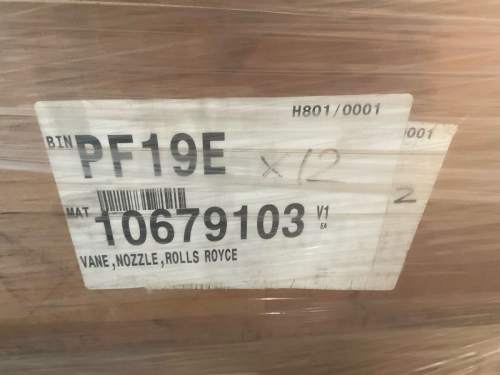 H801/0001
BIN PF19E x12
0001
2
MAT 10679103 V1
EA
VANE,NOZZLE,ROLLS ROYCE